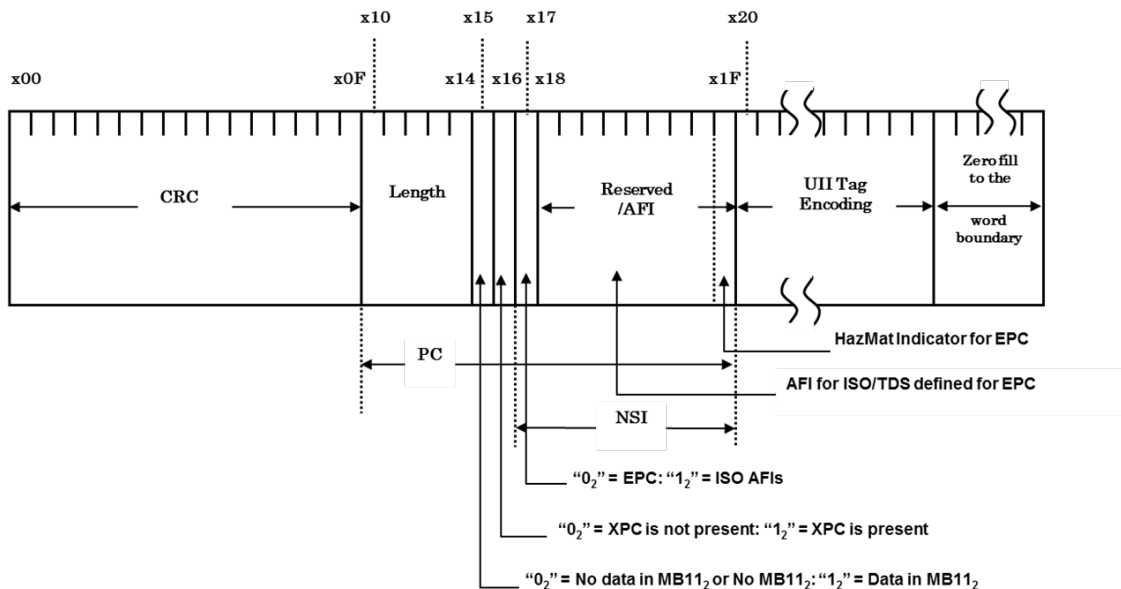 x10 x15 x17 x20
x00 x0F x14 x16 x18 x1F
CRC
Length
Reserved
/AFI
UII Tag
Encoding
Zero fill
to the
word
boundary
HazMat Indicator for EPC
PC
AFI for ISO/TDS defined for EPC
NSI
“0₂” = EPC: “1₂” = ISO AFIs
“0₂” = XPC is not present: “1₂” = XPC is present
“0₂” = No data in MB11₂ or No MB11₂: “1₂” = Data in MB11₂